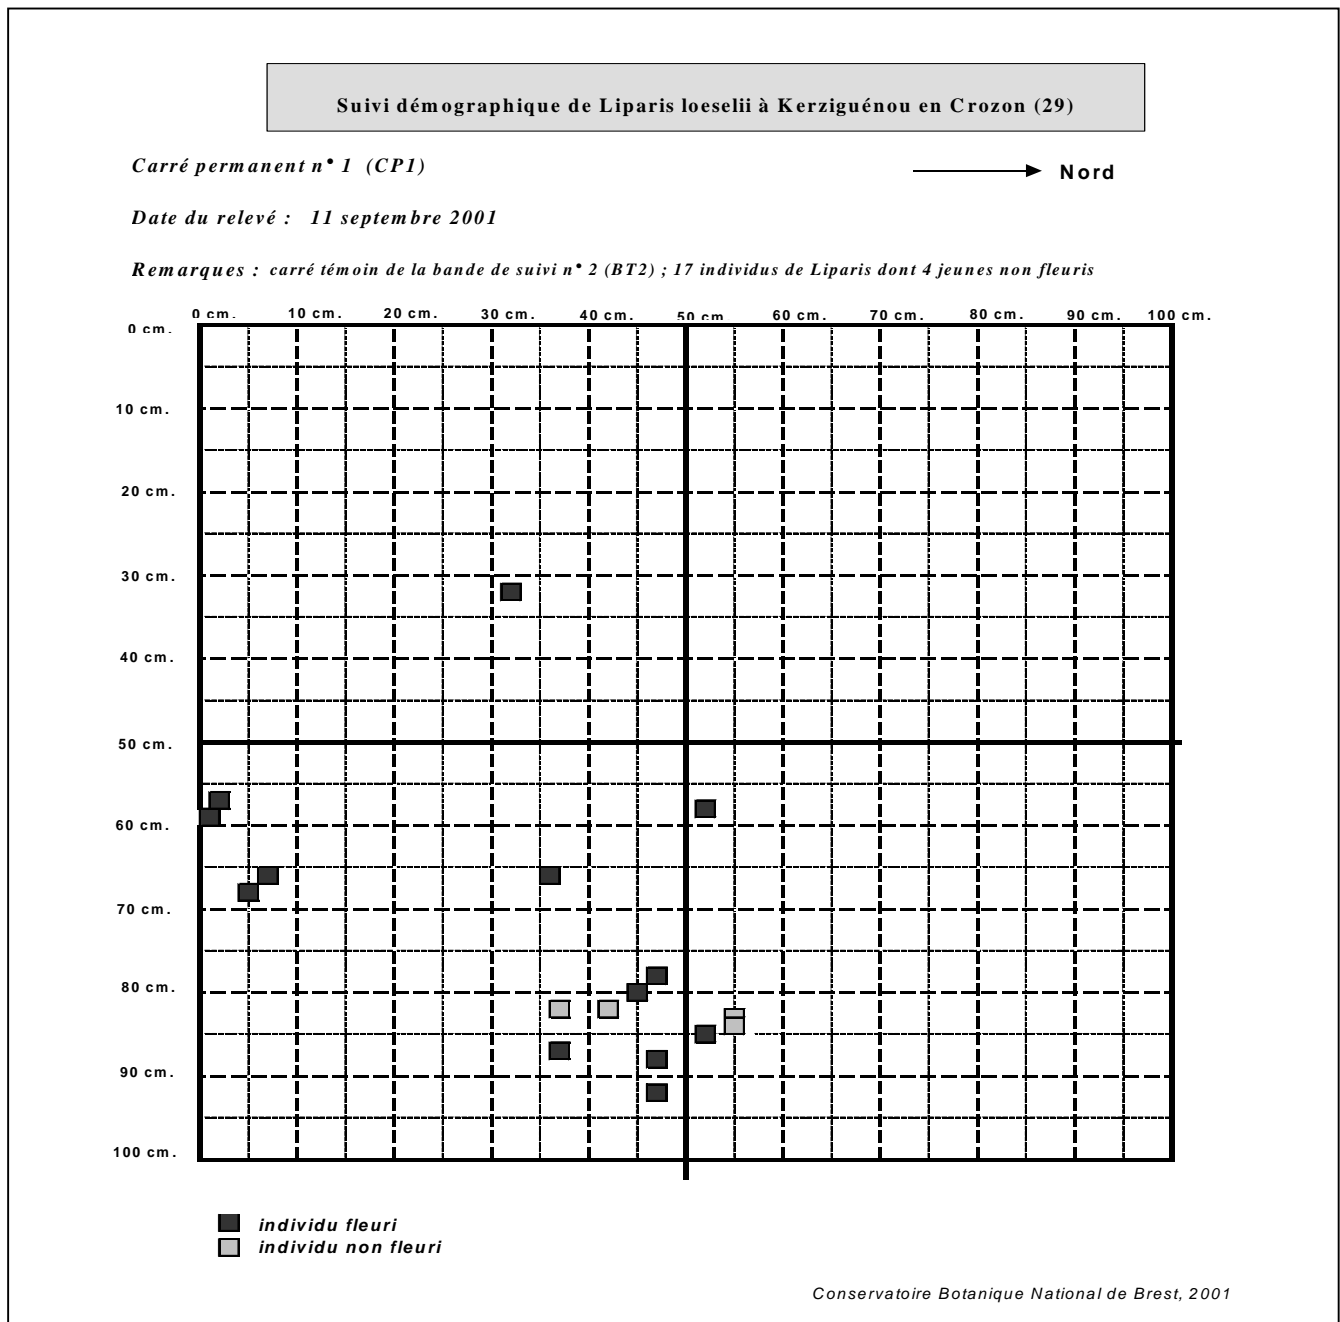 Suivi démographique de Liparis loeselii à Kerziguénou en Crozon (29)
Carré permanent n° 1 (CP1)
Nord
Date du relevé : 11 septembre 2001
Remarques : carré témoin de la bande de suivi n° 2 (BT2) ; 17 individus de Liparis dont 4 jeunes non fleuris
0 cm. 10 cm. 20 cm. 30 cm. 40 cm. 50 cm. 60 cm. 70 cm. 80 cm. 90 cm. 100 cm.
0 cm.
10 cm.
20 cm.
30 cm.
40 cm.
50 cm.
60 cm.
70 cm.
80 cm.
90 cm.
100 cm.
individu fleuri
individu non fleuri
Conservatoire Botanique National de Brest, 2001